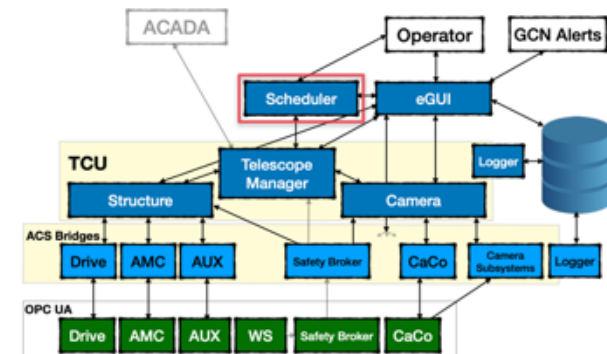 ACADA
Operator
GCN Alerts
Scheduler
eGUI
TCU
Telescope
Manager
Logger
Structure
Camera
ACS Bridges
Drive
AMC
AUX
Safety Broker
CaCo
Camera
Subsystems
Logger
OPC UA
Drive
AMC
AUX
WS
Safety Broker
CaCo